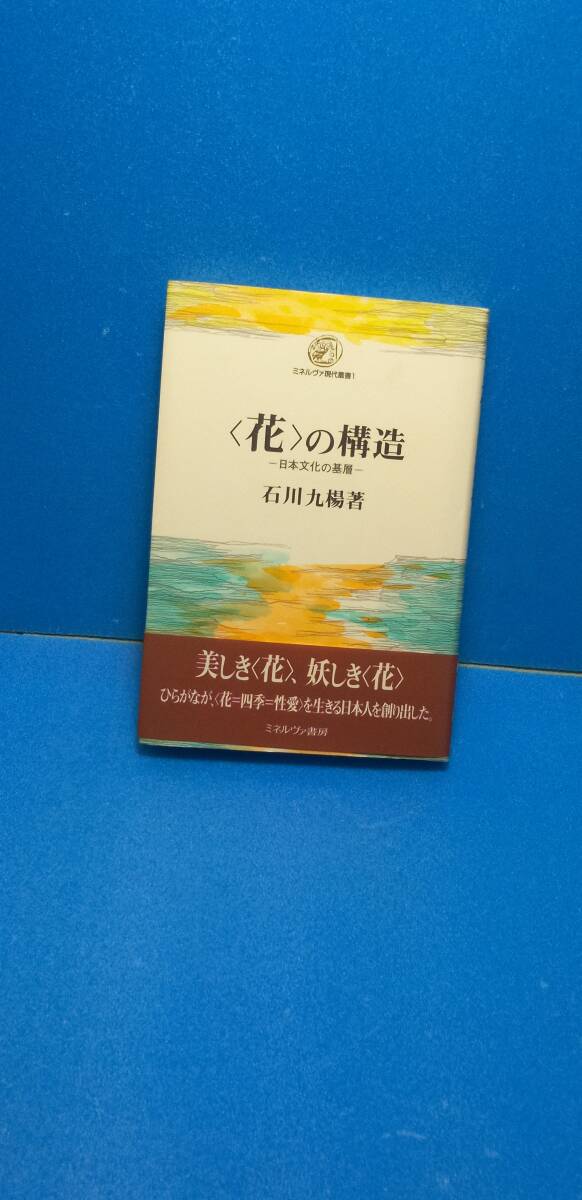 ミネルヴァ現代叢書1
〈花〉の構造
–日本文化の基層–
石川九楊著
美しき〈花〉、妖しき〈花〉
ひらがなが、〈花=四季=性愛〉を生きる日本人を創り出した。
ミネルヴァ書房